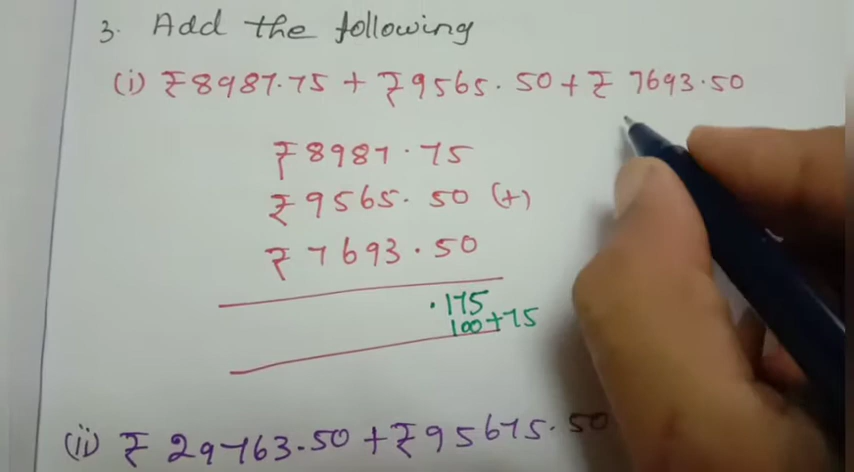 3. Add the following
(i) ₹8987.75 + ₹9565.50 + ₹ 7693.50
₹8987.75
₹9565.50 (+)
₹7693.50
.175
100+75
(ii) ₹ 29763.50 + ₹95675.50